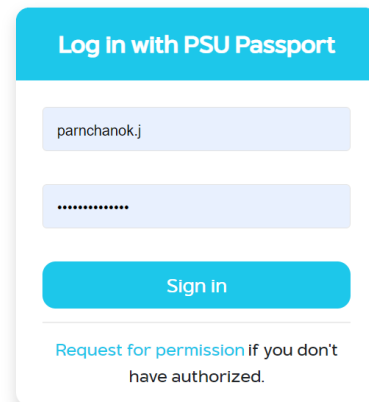 Log in with PSU Passport
parnchanok.j
••••••••••••••
Sign in
Request for permission if you don't
have authorized.